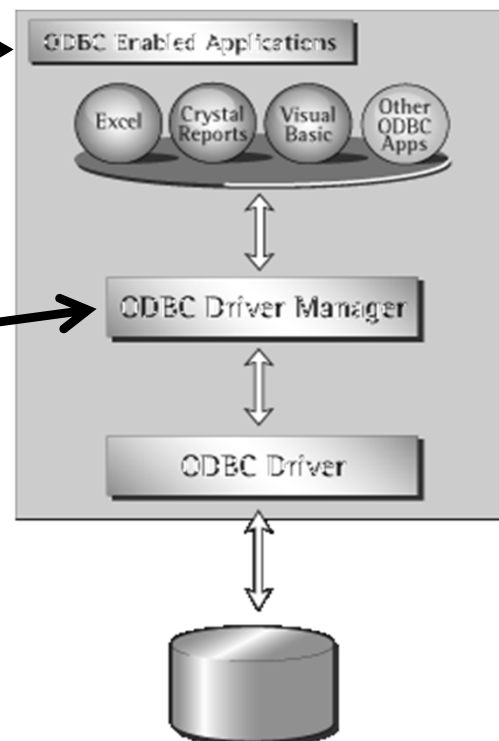 ODBC Enabled Applications
Excel
Crystal
Reports
Visual
Basic
Other
ODBC
Apps
ODBC Driver Manager
ODBC Driver